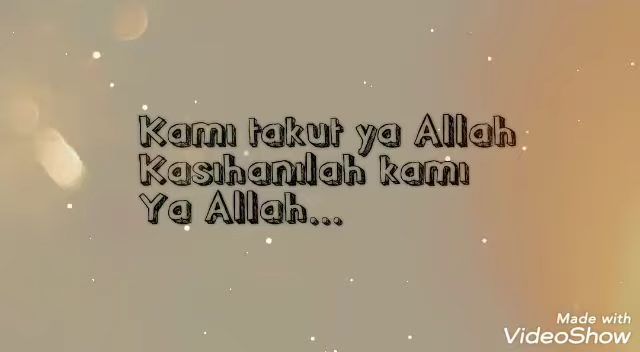 Kami takut ya Allah
Kasihanilah kami
Ya Allah...
Made with
VideoShow